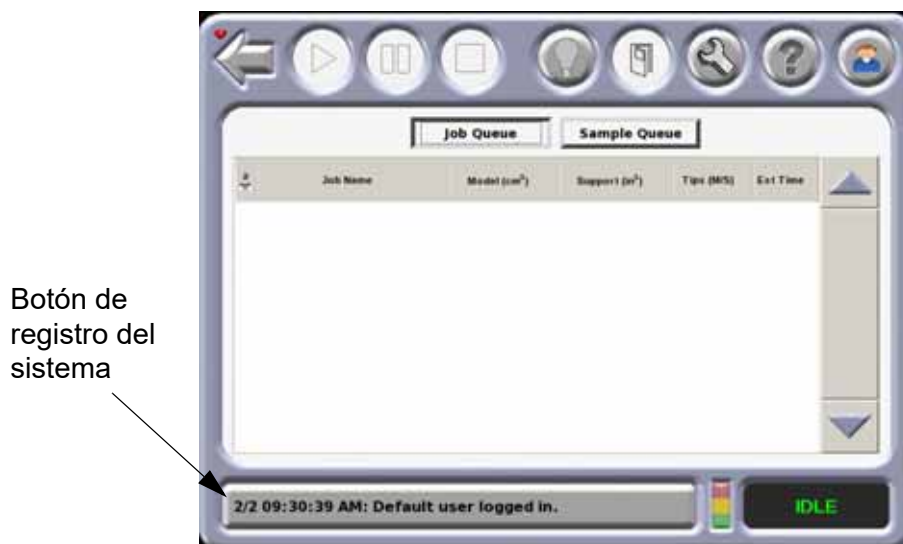 Job Queue
Sample Queue
Job Name
Model (cm³)
Support (in³)
Tips (M/S)
Est Time
Botón de
registro del
sistema
2/2 09:30:39 AM: Default user logged in.
IDLE